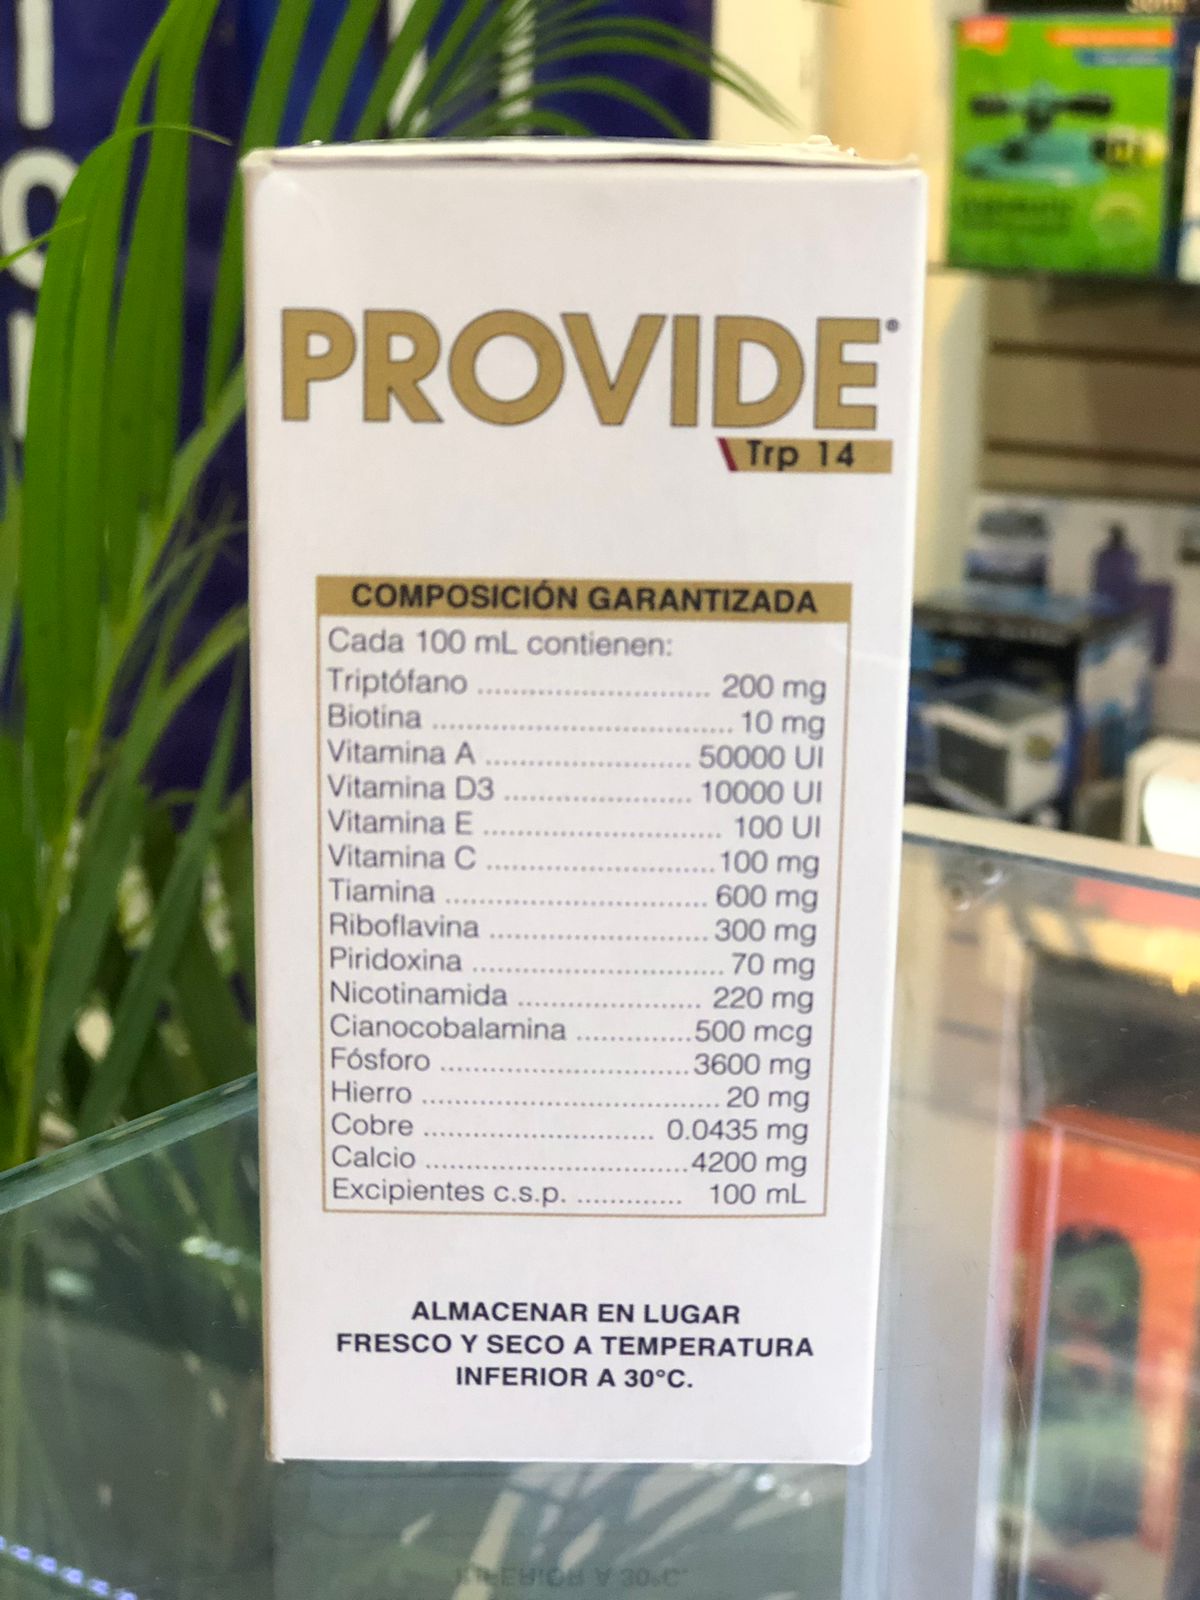 PROVIDE®
Trp 14
COMPOSICIÓN GARANTIZADA
Cada 100 mL contienen:
Triptófano ............................. 200 mg
Biotina ...................................... 10 mg
Vitamina A .......................... 50000 UI
Vitamina D3 ........................ 10000 UI
Vitamina E .............................. 100 UI
Vitamina C ............................. 100 mg
Tiamina ................................. 600 mg
Riboflavina ............................ 300 mg
Piridoxina ................................ 70 mg
Nicotinamida ....................... 220 mg
Cianocobalamina .............. 500 mcg
Fósforo ............................... 3600 mg
Hierro ...................................... 20 mg
Cobre ............................. 0.0435 mg
Calcio ................................. 4200 mg
Excipientes c.s.p. ............. 100 mL
ALMACENAR EN LUGAR
FRESCO Y SECO A TEMPERATURA
INFERIOR A 30°C.